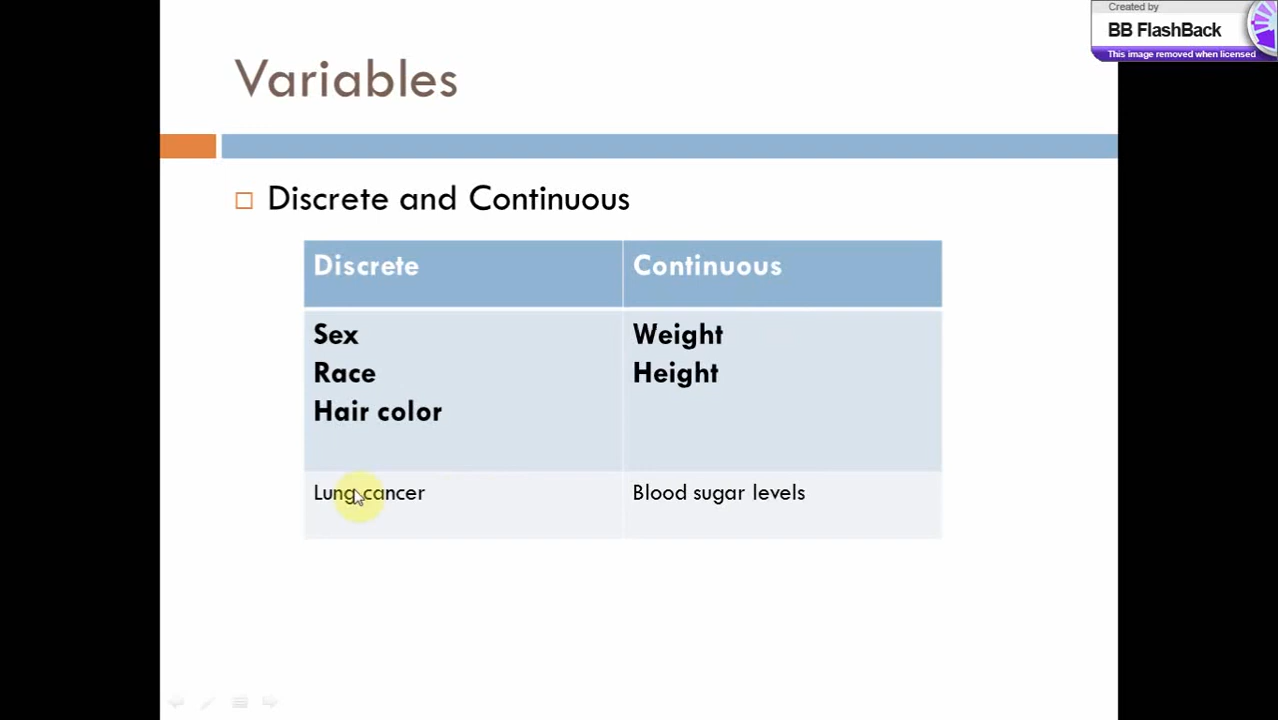 Created by
BB FlashBack
This image removed when licensed
Variables
Discrete and Continuous
Discrete
Continuous
Sex
Race
Hair color
Weight
Height
Lung cancer
Blood sugar levels